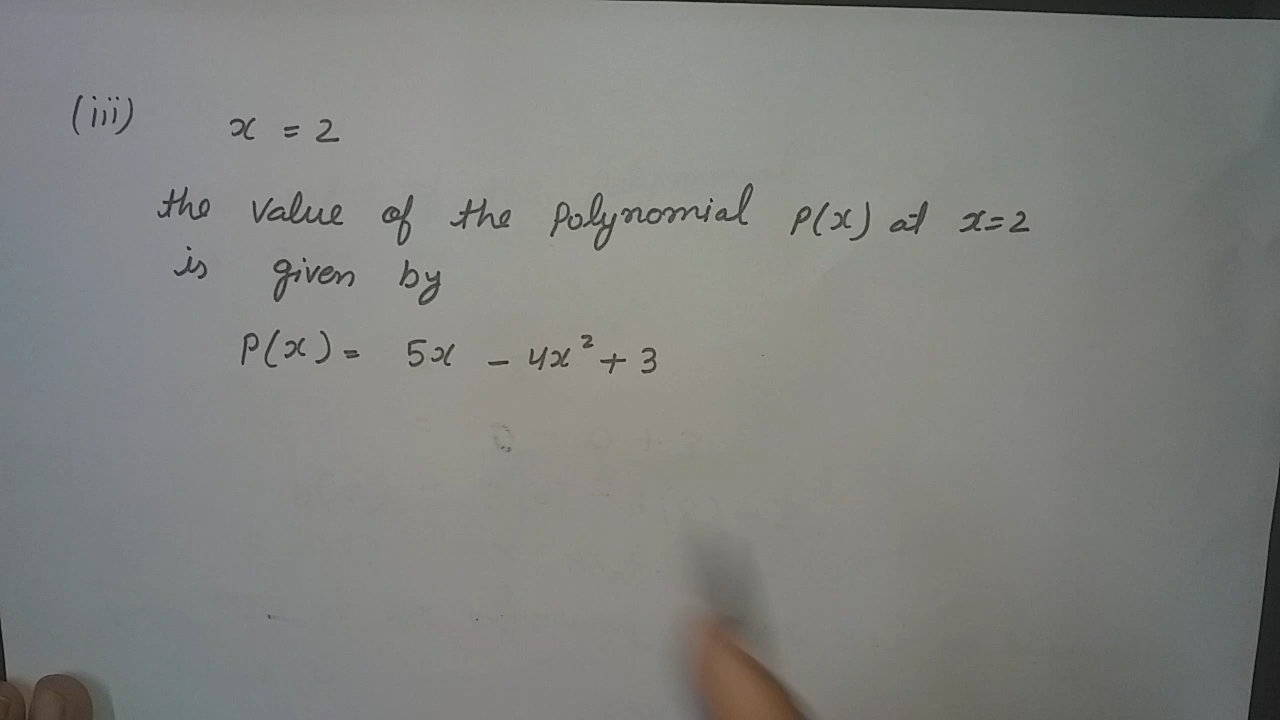 (iii) x = 2
the value of the polynomial P(x) at x=2
is given by
P(x) = 5x - 4x² + 3